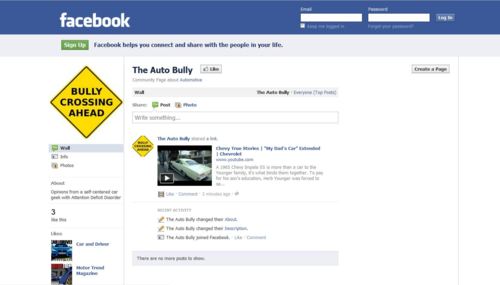 facebook
Email
Password
Keep me logged in
Forgot your password?
Log In
Sign Up
Facebook helps you connect and share with the people in your life.
BULLY
CROSSING
AHEAD
Wall
Info
Photos
About
Opinions from a self-centered car
geek with Attention Deficit Disorder
3
like this
Likes
Car and Driver
Motor Trend
Magazine
The Auto Bully
Like
Create a Page
Community Page about Automotive
Wall
The Auto Bully · Everyone (Top Posts)
Share: Post Photo
Write something...
The Auto Bully shared a link.
Chevy True Stories | "My Dad's Car" Extended
| Chevrolet
www.youtube.com
A 1965 Chevy Impala SS is more than a car to the
Younger family, it's what binds them together. To pay
for his son's education, Herb Younger was forced to
se...
Like · Comment · 2 minutes ago ·
RECENT ACTIVITY
The Auto Bully changed their About.
The Auto Bully changed their Description.
The Auto Bully joined Facebook. · Like · Comment
There are no more posts to show.